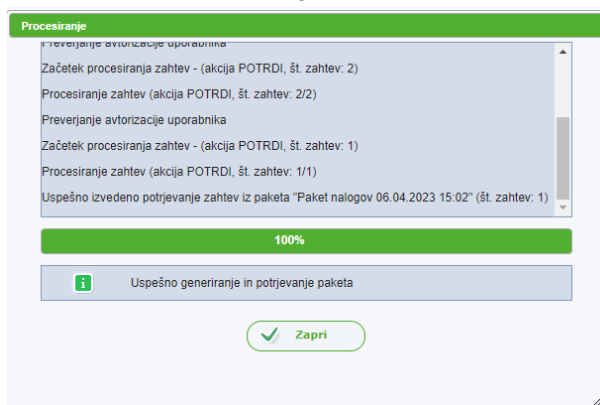 Procesiranje
Preverjanje avtorizacije uporabnika
Začetek procesiranja zahtev - (akcija POTRDI, št. zahtev: 2)
Procesiranje zahtev (akcija POTRDI, št. zahtev: 2/2)
Preverjanje avtorizacije uporabnika
Začetek procesiranja zahtev - (akcija POTRDI, št. zahtev: 1)
Procesiranje zahtev (akcija POTRDI, št. zahtev: 1/1)
Uspešno izvedeno potrjevanje zahtev iz paketa "Paket nalogov 06.04.2023 15:02" (št. zahtev: 1)
100%
i Uspešno generiranje in potrjevanje paketa
Zapri